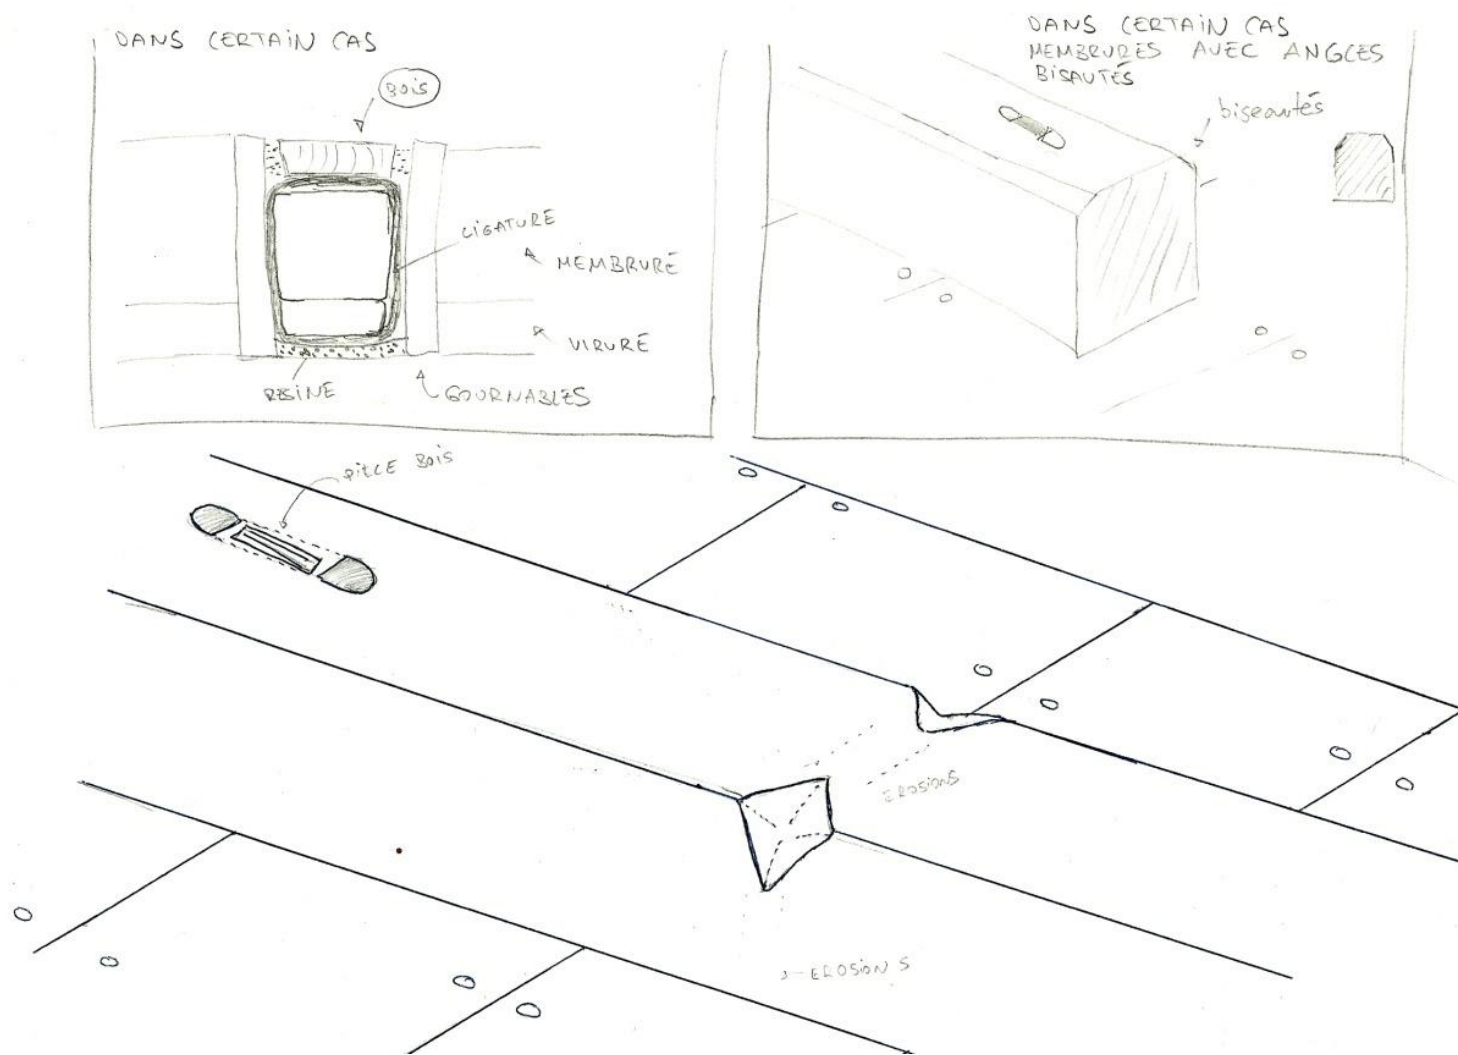 DANS CERTAIN CAS
BOIS
LIGATURE
MEMBRURE
VIRURE
RESINE
GOURNABLES
DANS CERTAIN CAS
MEMBRURES AVEC ANGLES
BISAUTÉS
biseautés
PIECE BOIS
EROSIONS
EROSIONS